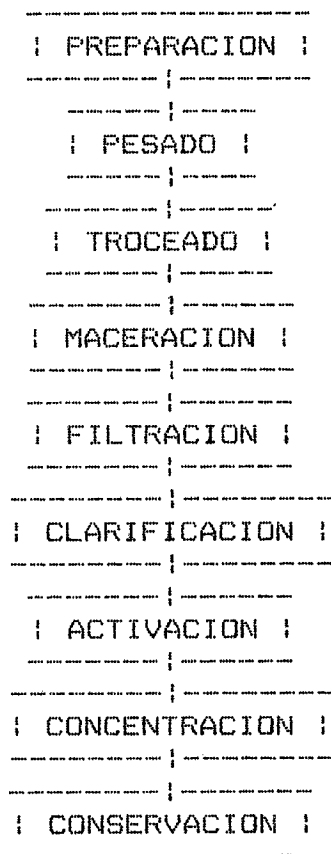 PREPARACION
PESADO
TROCEADO
MACERACION
FILTRACION
CLARIFICACION
ACTIVACION
CONCENTRACION
CONSERVACION